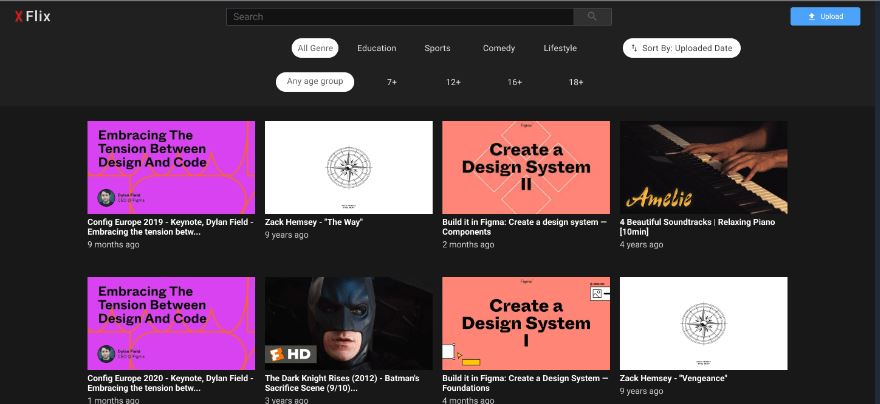 X Flix
Search
Upload
All Genre Education Sports Comedy Lifestyle
Sort By: Uploaded Date
Any age group 7+ 12+ 16+ 18+
Embracing The
Tension Between
Design And Code
Dylan Field
CEO @ Figma
Config Europe 2019 - Keynote, Dylan Field -
Embracing the tension betw...
9 months ago
Zack Hemsey - "The Way"
9 years ago
Figma
Create a
Design System
II
Build it in Figma: Create a design system —
Components
2 months ago
Amelie
4 Beautiful Soundtracks | Relaxing Piano
[10min]
4 years ago
Embracing The
Tension Between
Design And Code
Dylan Field
CEO @ Figma
Config Europe 2020 - Keynote, Dylan Field -
Embracing the tension betw...
1 months ago
HD
The Dark Knight Rises (2012) - Batman's
Sacrifice Scene (9/10)...
3 years ago
Figma
Create a
Design System
I
Build it in Figma: Create a Design System —
Foundations
4 months ago
Zack Hemsey - "Vengeance"
9 years ago